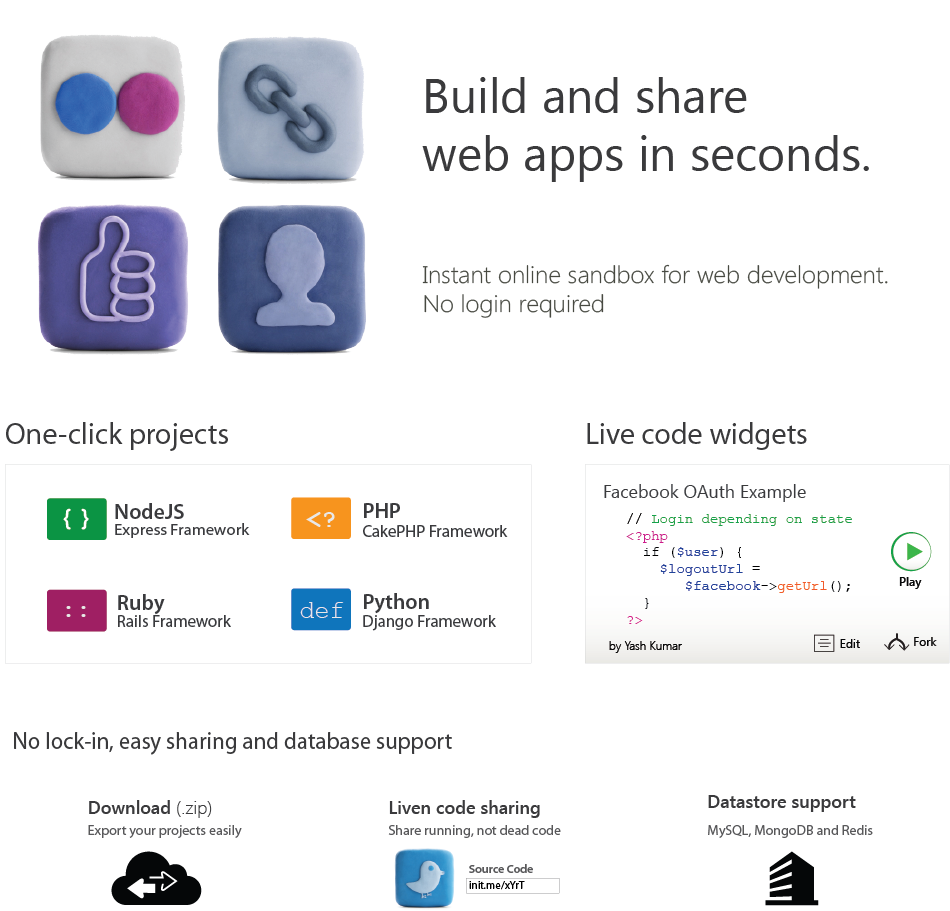 Build and share
web apps in seconds.
Instant online sandbox for web development.
No login required
One-click projects
{ } NodeJS
Express Framework
<? PHP
CakePHP Framework
:: Ruby
Rails Framework
def Python
Django Framework
Live code widgets
Facebook OAuth Example
// Login depending on state
<?php
if ($user) {
$logoutUrl =
$facebook->getUrl();
}
?>
Play
by Yash Kumar
Edit
Fork
No lock-in, easy sharing and database support
Download (.zip)
Export your projects easily
Liven code sharing
Share running, not dead code
Source Code
init.me/xYrT
Datastore support
MySQL, MongoDB and Redis